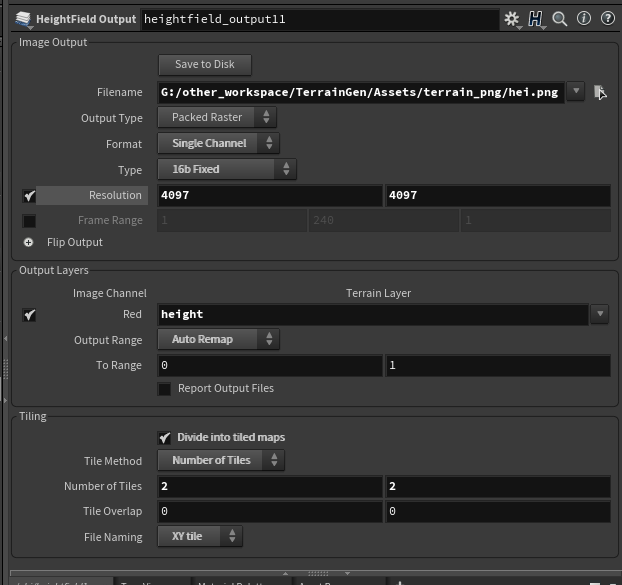 HeightField Output heightfield_output11
Image Output
Save to Disk
Filename G:/other_workspace/TerrainGen/Assets/terrain_png/hei.png
Output Type Packed Raster
Format Single Channel
Type 16b Fixed
Resolution 4097 4097
Frame Range 1 240 1
Flip Output
Output Layers
Image Channel Terrain Layer
Red height
Output Range Auto Remap
To Range 0 1
Report Output Files
Tiling
Divide into tiled maps
Tile Method Number of Tiles
Number of Tiles 2 2
Tile Overlap 0 0
File Naming XY tile